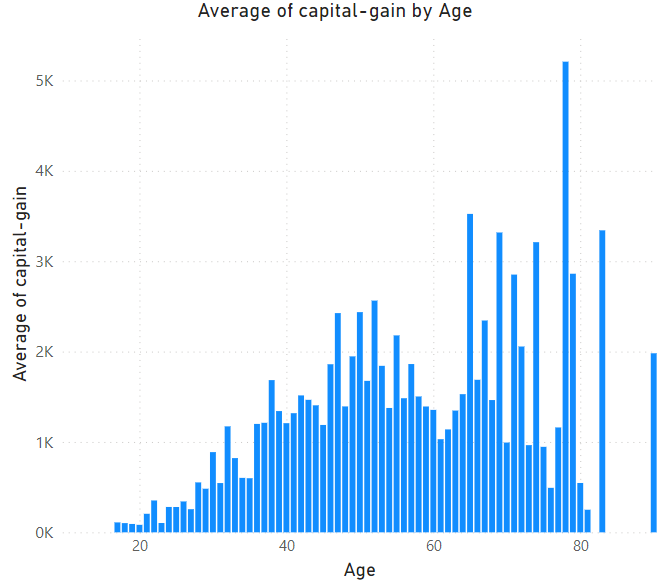 Average of capital-gain by Age
5K
4K
3K
2K
1K
0K
Average of capital-gain
20 40 60 80
Age